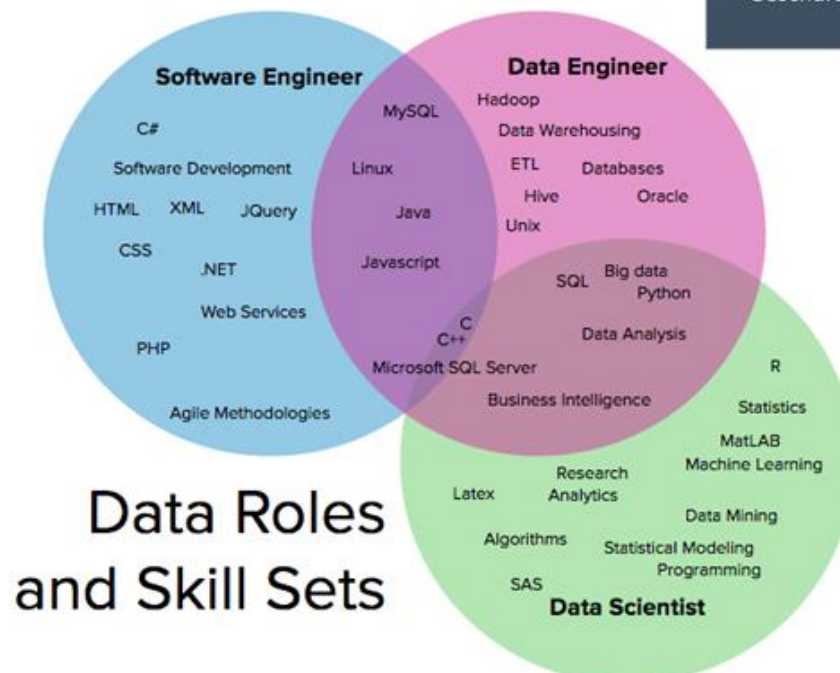 Software Engineer
C#
Software Development
HTML XML JQuery
CSS
.NET
Web Services
PHP
Agile Methodologies
MySQL
Linux
Java
Javascript
C
C++
Microsoft SQL Server
Data Engineer
Hadoop
Data Warehousing
ETL Databases
Hive Oracle
Unix
SQL Big data
Python
Data Analysis
Business Intelligence
R
Statistics
MatLAB
Machine Learning
Research
Latex Analytics
Data Mining
Algorithms
Statistical Modeling
Programming
SAS
Data Scientist
Data Roles
and Skill Sets